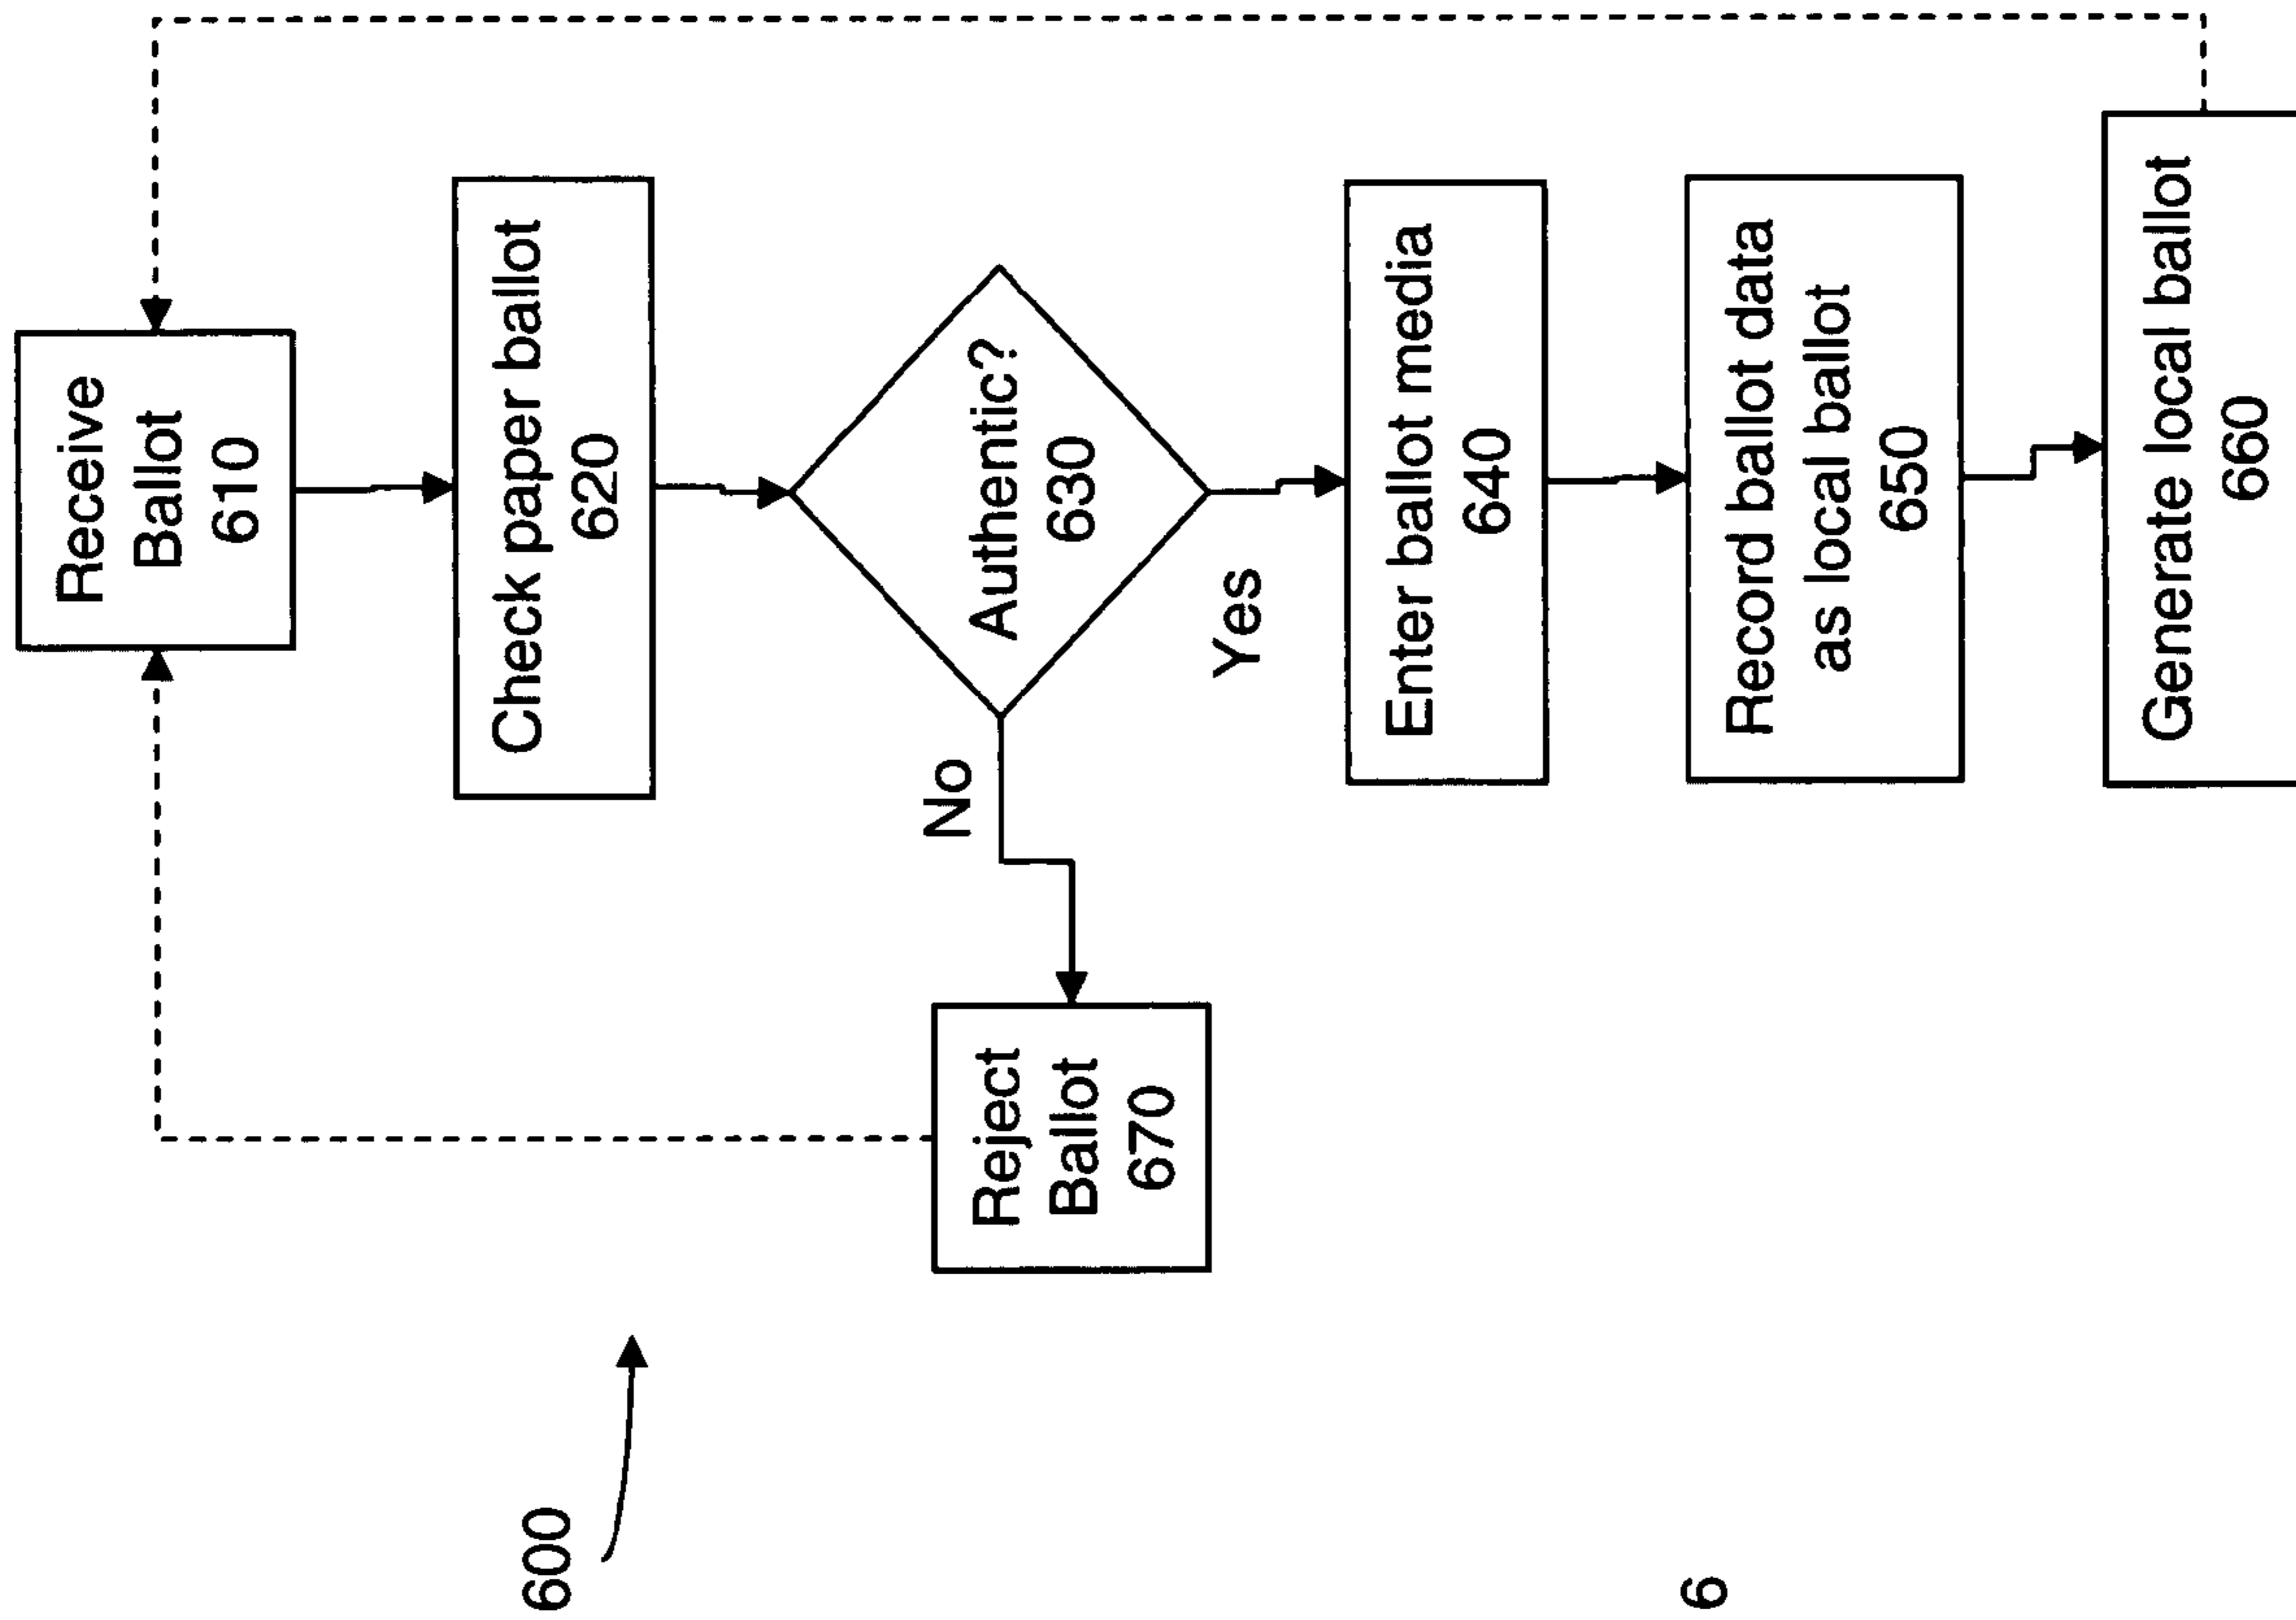 Receive
Ballot
610
Check paper ballot
620
Authentic?
630
No
Yes
Reject
Ballot
670
Enter ballot media
640
Record ballot data
as local ballot
650
Generate local ballot
660
600
6